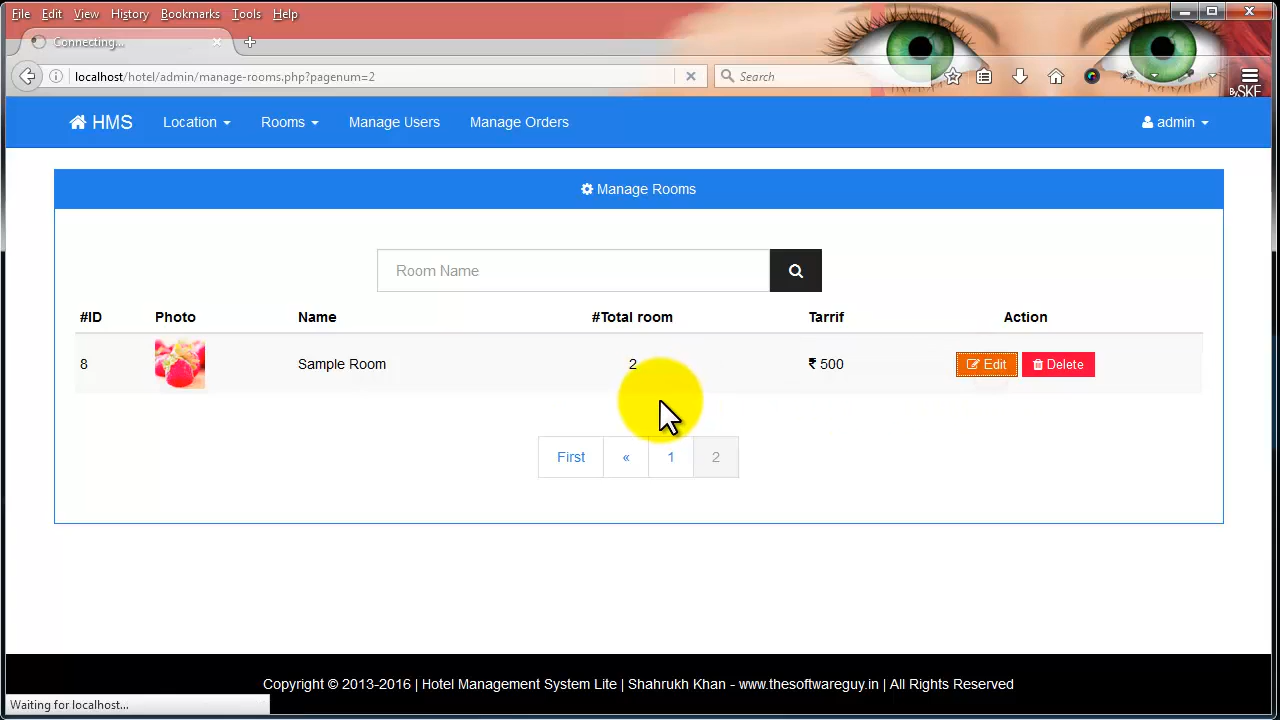 File Edit View History Bookmarks Tools Help
Connecting...
localhost/hotel/admin/manage-rooms.php?pagenum=2
Search
By SKE
HMS Location Rooms Manage Users Manage Orders admin
Manage Rooms
Room Name
#ID Photo Name #Total room Tarrif Action
8 Sample Room 2 ₹ 500 Edit Delete
First « 1 2
Copyright © 2013-2016 | Hotel Management System Lite | Shahrukh Khan - www.thesoftwareguy.in | All Rights Reserved
Waiting for localhost...